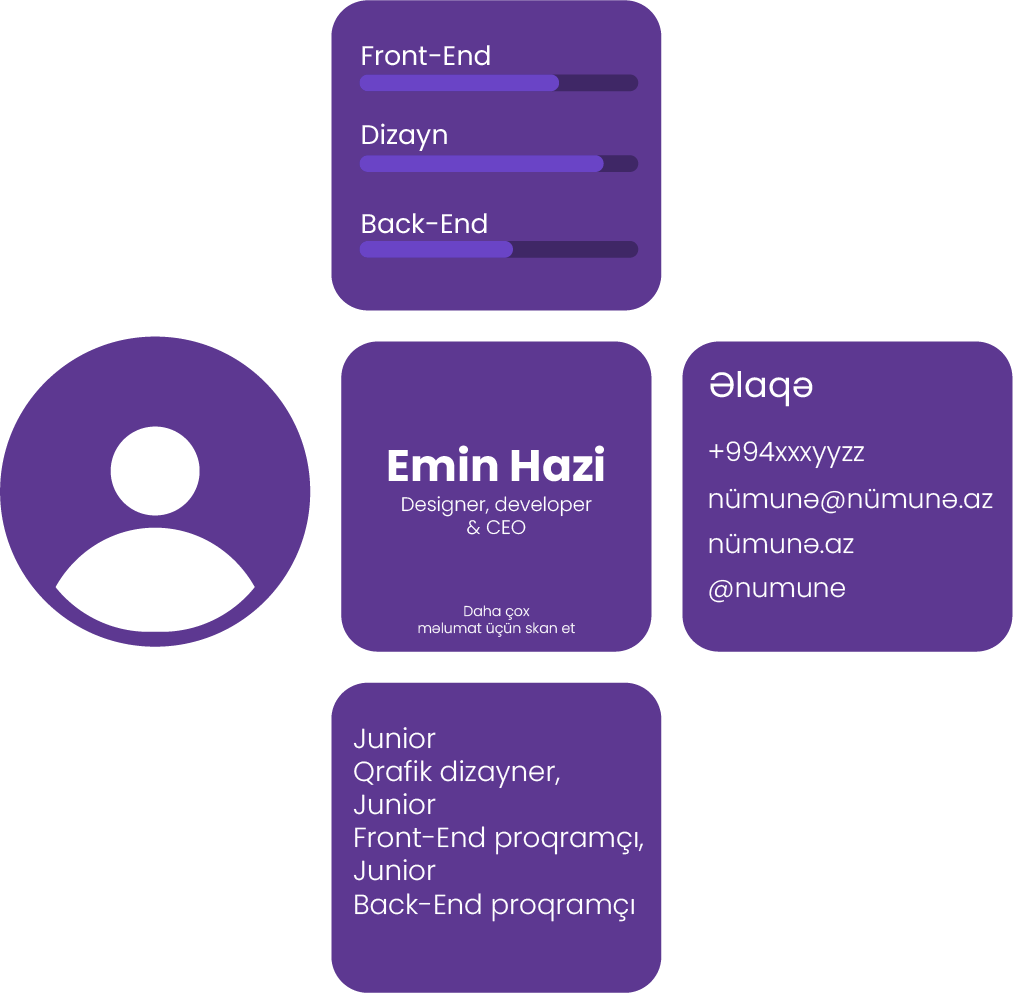 Front-End
Dizayn
Back-End
Emin Hazi
Designer, developer
& CEO
Daha çox
məlumat üçün skan et
Əlaqə
+994xxxyyzz
nümunə@nümunə.az
nümunə.az
@numune
Junior
Qrafik dizayner,
Junior
Front-End proqramçı,
Junior
Back-End proqramçı